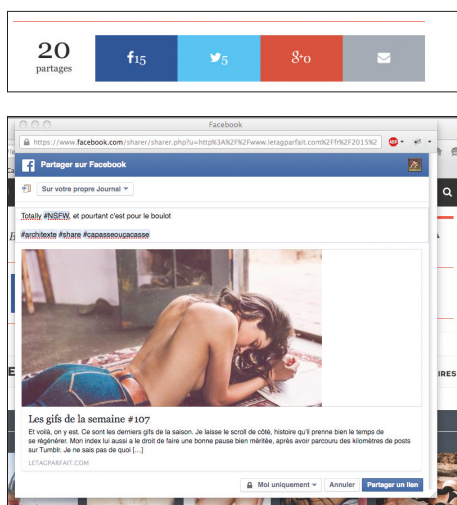 20
partages
f15
5
g+0
Facebook
https://www.facebook.com/sharer/sharer.php?u=http%3A%2F%2Fwww.letagparfait.com%2Ffr%2F2015%2
Partager sur Facebook
Sur votre propre Journal
Totally #NSFW, et pourtant c'est pour le boulot
#architexte #share #capasseouçacasse
Les gifs de la semaine #107
Et voilà, on y est. Ce sont les derniers gifs de la saison. Je laisse le scroll de côté, histoire qu'il prenne bien le temps de
se régénérer. Mon index lui aussi a le droit de faire une bonne pause bien méritée, après avoir parcouru des kilomètres de posts
sur Tumblr. Je ne sais pas de quoi [...]
LETAGPARFAIT.COM
IRES
Moi uniquement
Annuler
Partager un lien